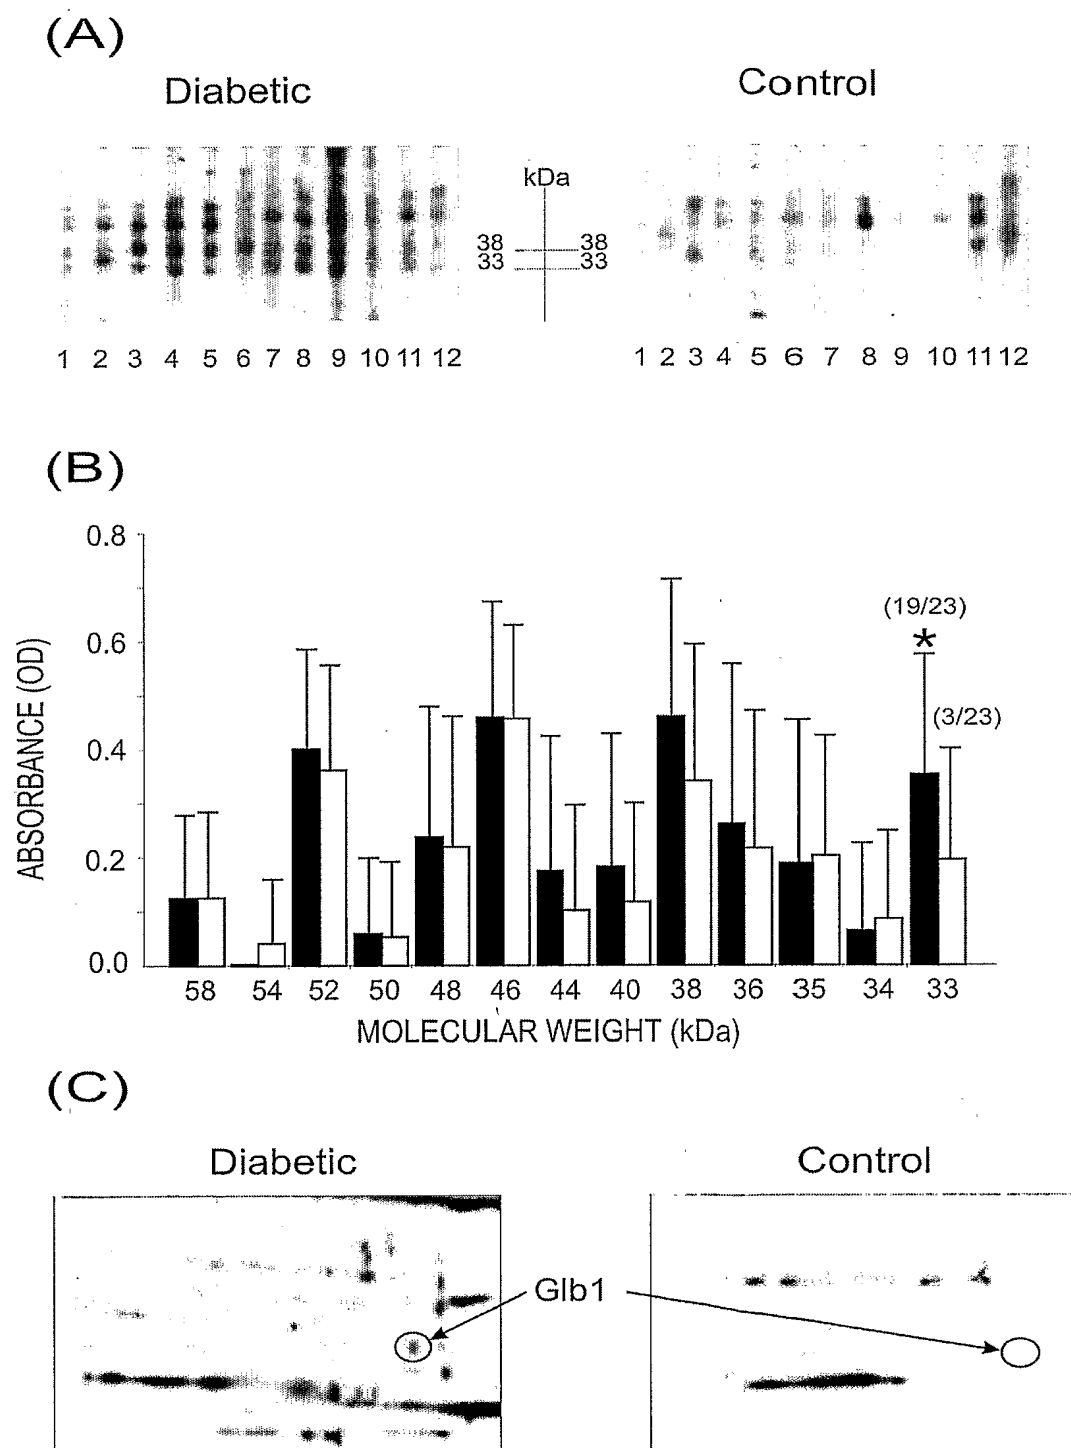 (A)
Diabetic
Control
kDa
38 38
33 33
1 2 3 4 5 6 7 8 9 10 11 12
1 2 3 4 5 6 7 8 9 10 11 12
(B)
ABSORBANCE (OD)
0.8
0.6
0.4
0.2
0.0
(19/23)
*
(3/23)
58 54 52 50 48 46 44 40 38 36 35 34 33
MOLECULAR WEIGHT (kDa)
(C)
Diabetic
Control
Glb1